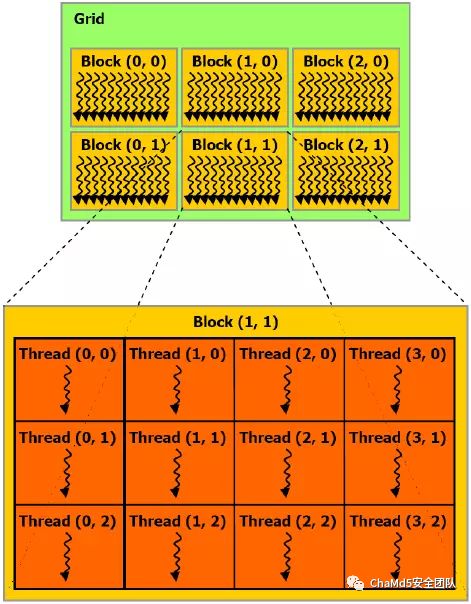 Grid
Block (0, 0) Block (1, 0) Block (2, 0)
Block (0, 1) Block (1, 1) Block (2, 1)
Block (1, 1)
Thread (0, 0) Thread (1, 0) Thread (2, 0) Thread (3, 0)
Thread (0, 1) Thread (1, 1) Thread (2, 1) Thread (3, 1)
Thread (0, 2) Thread (1, 2) Thread (2, 2) Thread (3, 2)
ChaMd5安全团队